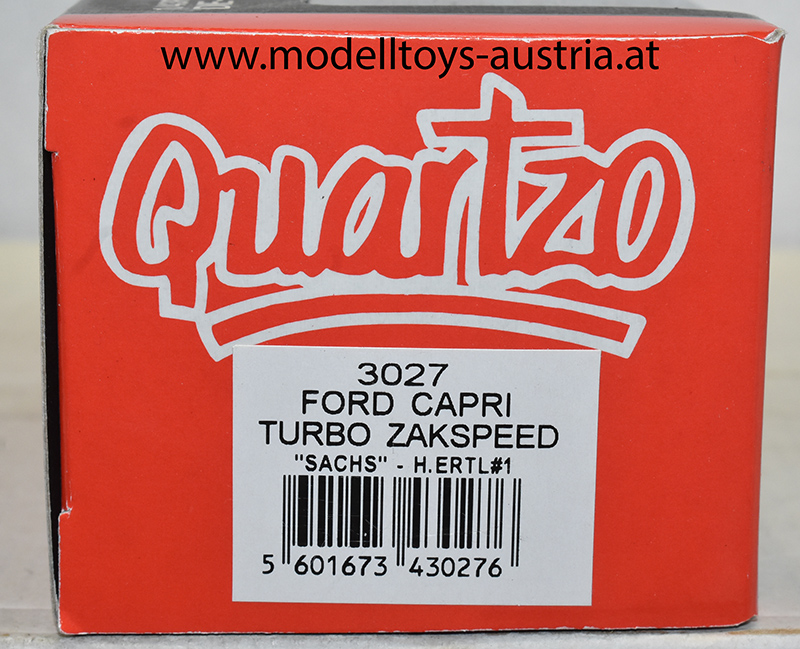 www.modelltoys-austria.at
Quartzo
3027
FORD CAPRI
TURBO ZAKSPEED
"SACHS" - H.ERTL#1
5 601673 430276